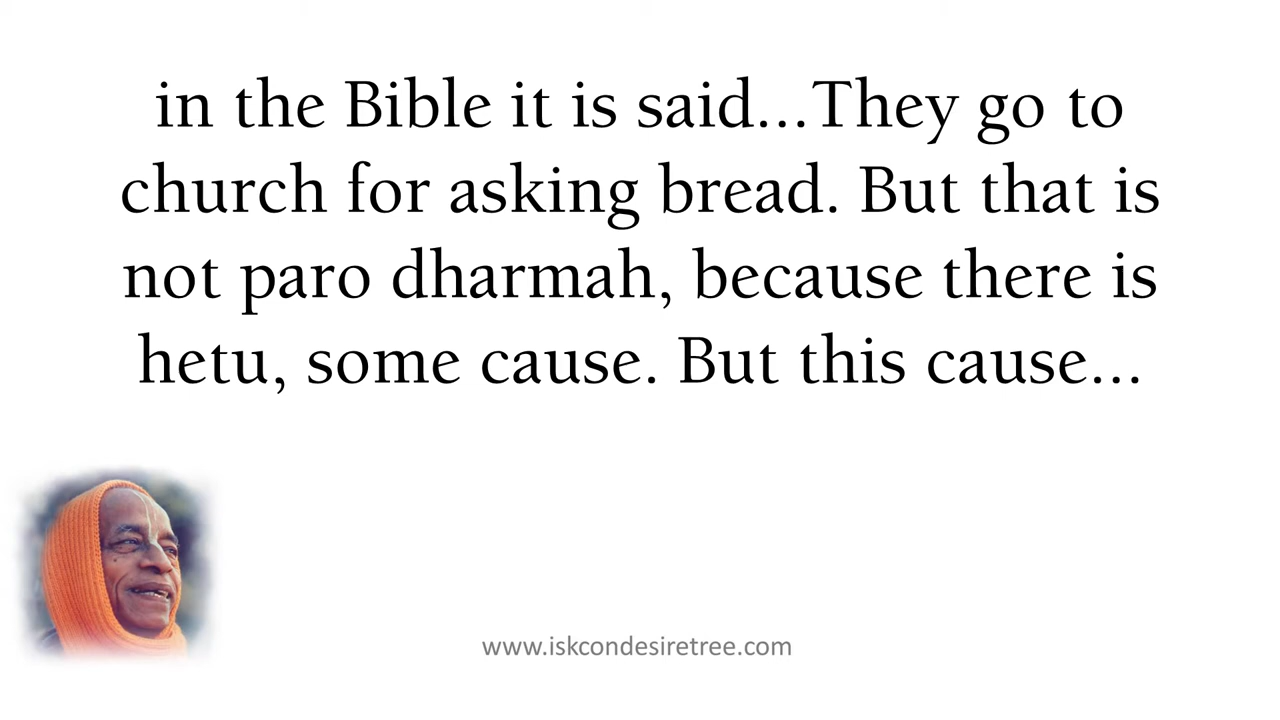 in the Bible it is said...They go to
church for asking bread. But that is
not paro dharmah, because there is
hetu, some cause. But this cause...
www.iskcondesiretree.com